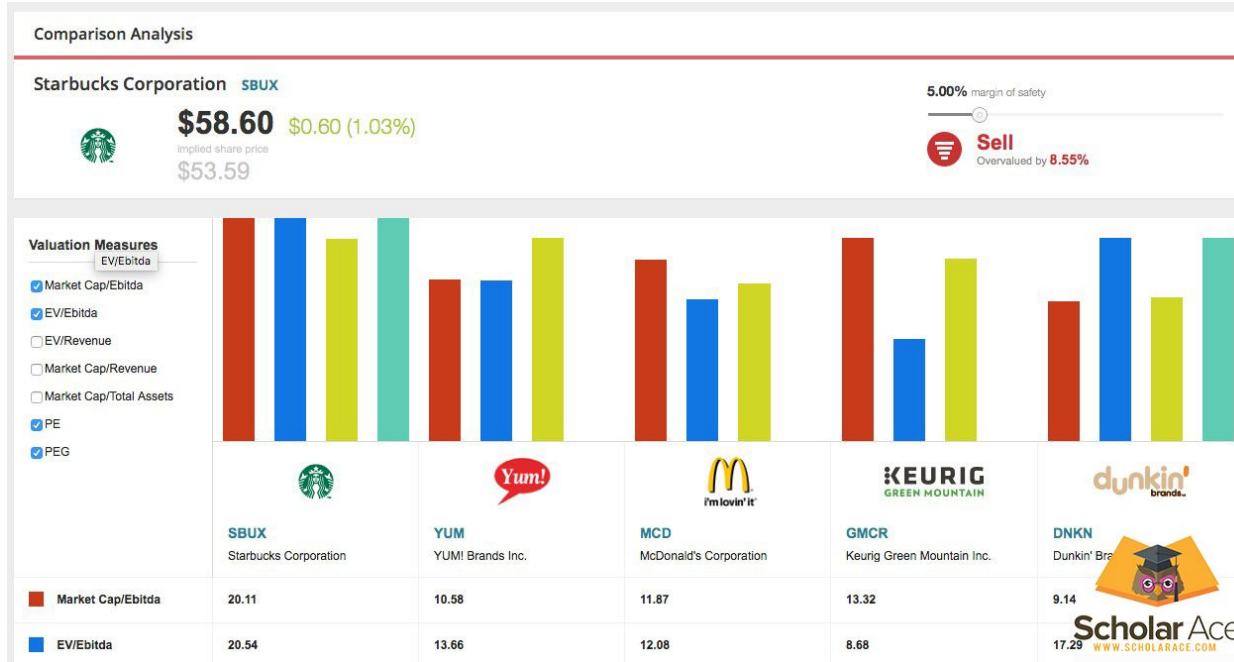 Comparison Analysis
Starbucks Corporation SBUX
$58.60 $0.60 (1.03%)
implied share price
$53.59
5.00% margin of safety
Sell
Overvalued by 8.55%
Valuation Measures
EV/Ebitda
Market Cap/Ebitda
EV/Ebitda
EV/Revenue
Market Cap/Revenue
Market Cap/Total Assets
PE
PEG
Yum!
i'm lovin' it
KEURIG
GREEN MOUNTAIN
dunkin'
brands
SBUX YUM MCD GMCR DNKN
Starbucks Corporation YUM! Brands Inc. McDonald's Corporation Keurig Green Mountain Inc. Dunkin' Bra
Market Cap/Ebitda 20.11 10.58 11.87 13.32 9.14
EV/Ebitda 20.54 13.66 12.08 8.68 17.29
Scholar Ace
WWW.SCHOLARACE.COM